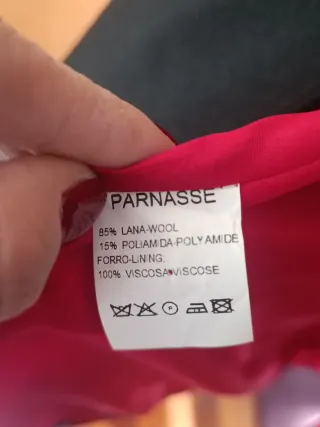 PARNASSE
85% LANA-WOOL
15% POLIAMIDA-POLYAMIDE
FORRO-LINING:
100% VISCOSA-VISCOSE